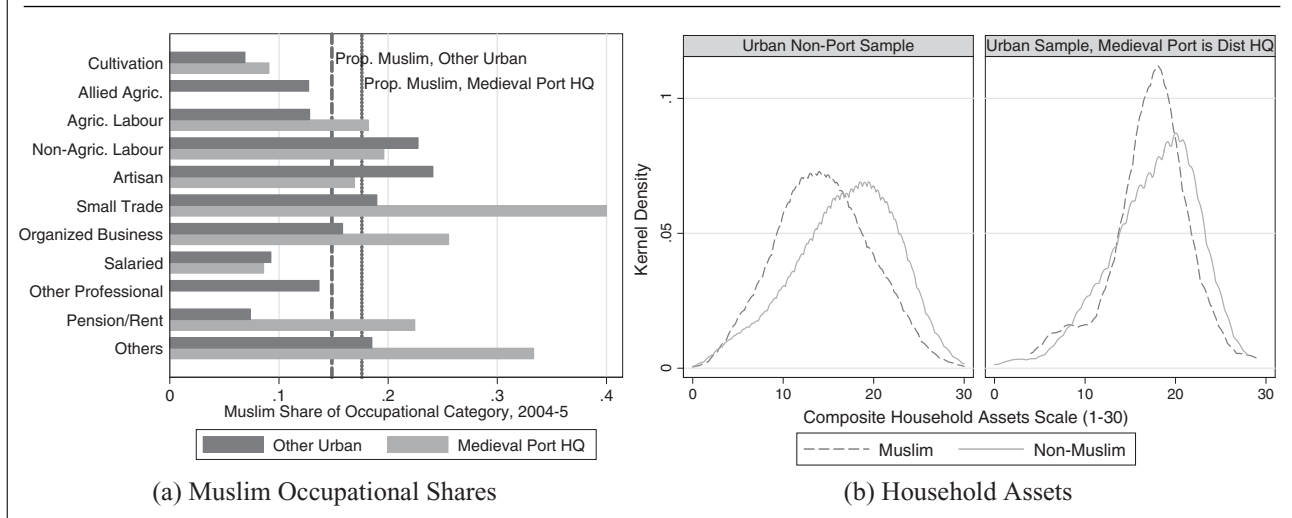 Cultivation
Allied Agric.
Agric. Labour
Non-Agric. Labour
Artisan
Small Trade
Organized Business
Salaried
Other Professional
Pension/Rent
Others
Prop. Muslim, Other Urban
Prop. Muslim, Medieval Port HQ
0 .1 .2 .3 .4
Muslim Share of Occupational Category, 2004-5
Other Urban Medieval Port HQ
(a) Muslim Occupational Shares
Urban Non-Port Sample Urban Sample, Medieval Port is Dist HQ
Kernel Density
.1
.05
0
0 10 20 30 0 10 20 30
Composite Household Assets Scale (1-30)
Muslim Non-Muslim
(b) Household Assets